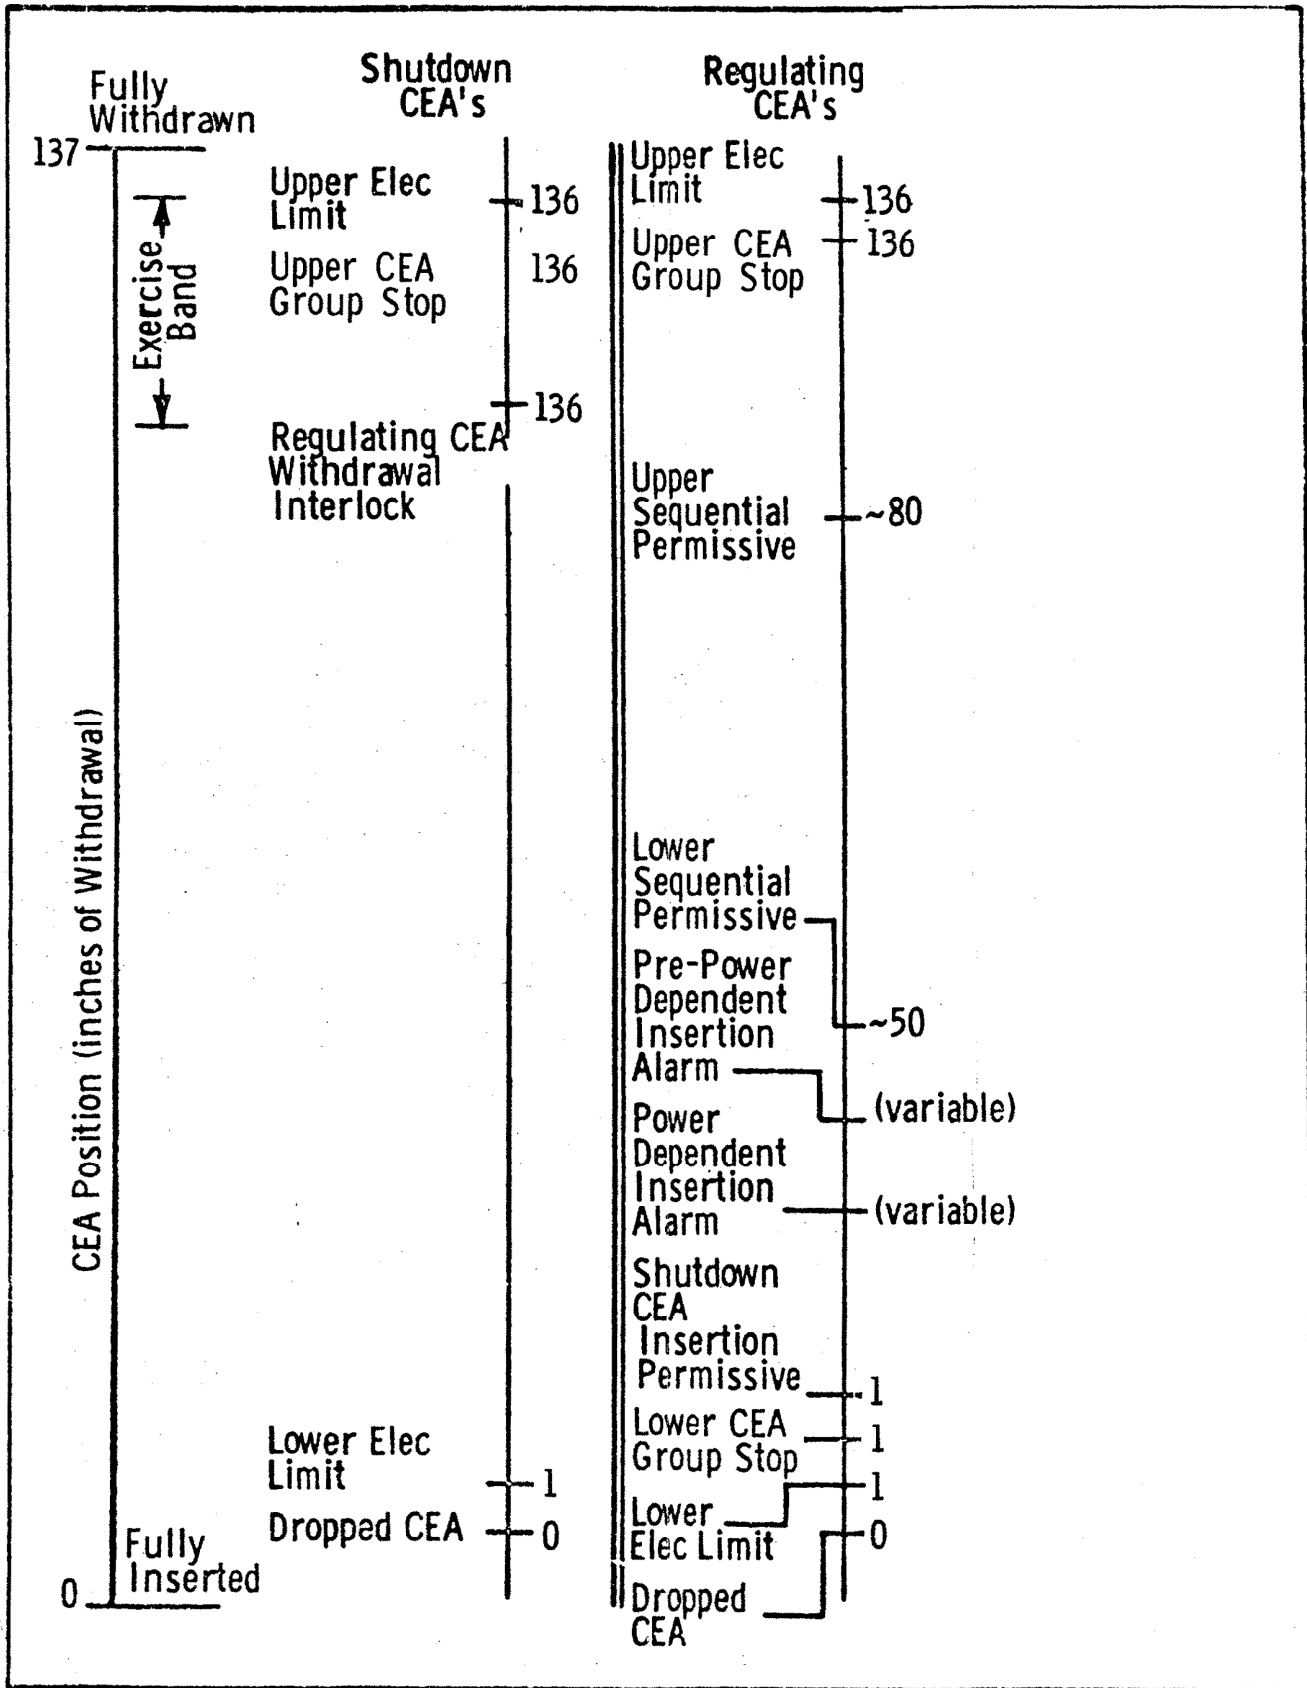 Fully
Withdrawn
137
Exercise
Band
CEA Position (inches of Withdrawal)
Fully
Inserted
0
Shutdown
CEA's
Upper Elec
Limit
136
Upper CEA
Group Stop
136
136
Regulating CEA
Withdrawal
Interlock
Lower Elec
Limit
1
Dropped CEA
0
Regulating
CEA's
Upper Elec
Limit
136
Upper CEA
Group Stop
136
Upper
Sequential
Permissive
~80
Lower
Sequential
Permissive
~50
Pre-Power
Dependent
Insertion
Alarm
(variable)
Power
Dependent
Insertion
Alarm
(variable)
Shutdown
CEA
Insertion
Permissive
1
Lower CEA
Group Stop
1
Lower
Elec Limit
1
Dropped
CEA
0